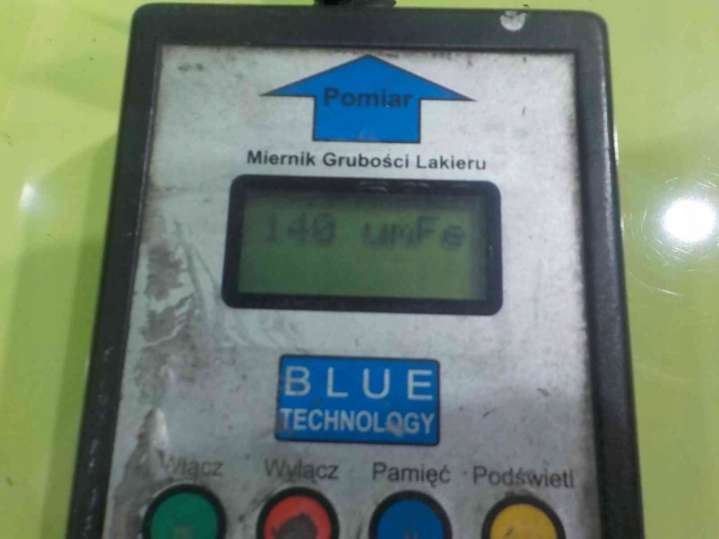 Pomiar
Miernik Grubości Lakieru
140 umFe
BLUE
TECHNOLOGY
Włącz Wyłącz Pamięć Podświetl